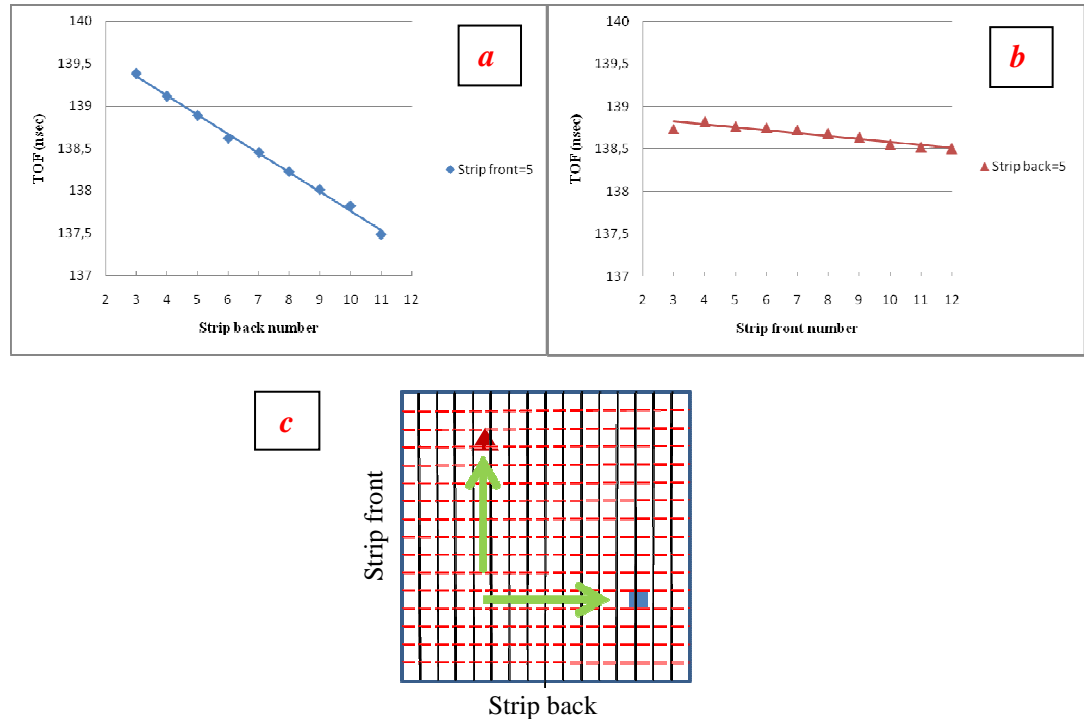 140
139,5
139
138,5
138
137,5
137
TOF (nsec)
2 3 4 5 6 7 8 9 10 11 12
Strip back number
Strip front=5
a
140
139,5
139
138,5
138
137,5
137
TOF (nsec)
2 3 4 5 6 7 8 9 10 11 12
Strip front number
Strip back=5
b
c
Strip front
Strip back